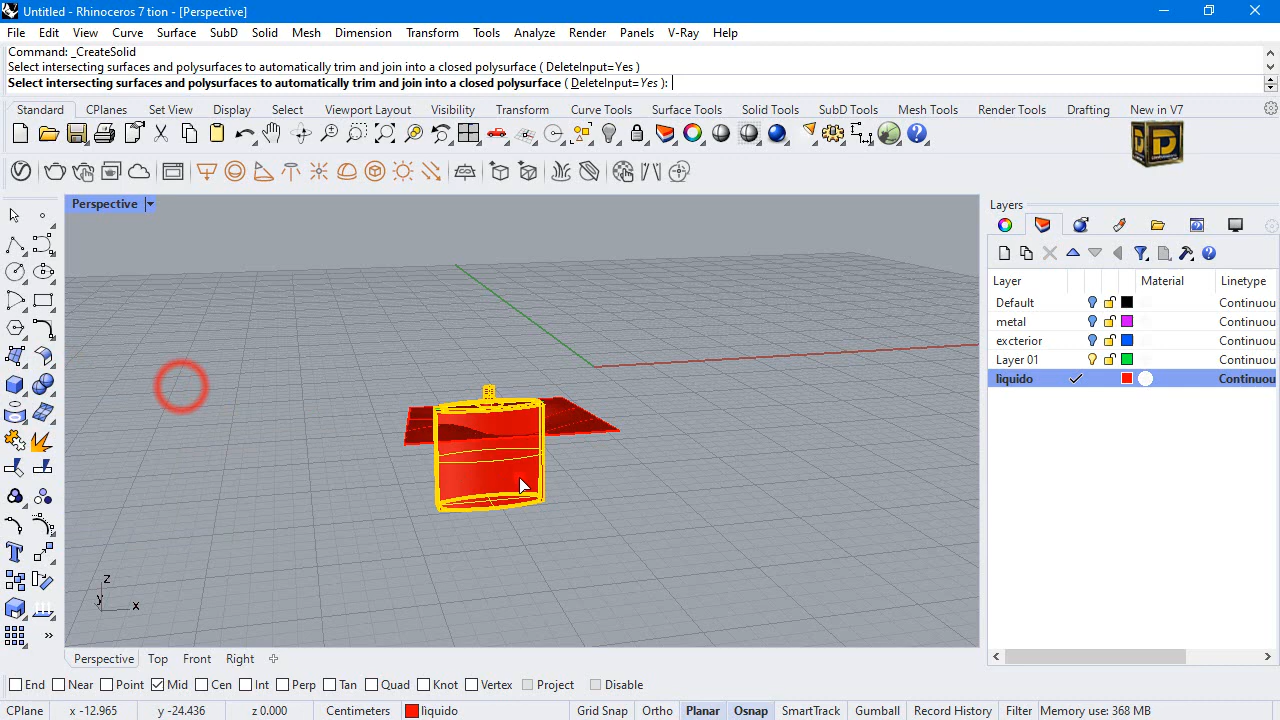 Untitled - Rhinoceros 7 tion - [Perspective]
File Edit View Curve Surface SubD Solid Mesh Dimension Transform Tools Analyze Render Panels V-Ray Help
Command: _CreateSolid
Select intersecting surfaces and polysurfaces to automatically trim and join into a closed polysurface ( DeleteInput=Yes )
Select intersecting surfaces and polysurfaces to automatically trim and join into a closed polysurface ( DeleteInput=Yes ):
Standard CPlanes Set View Display Select Viewport Layout Visibility Transform Curve Tools Surface Tools Solid Tools SubD Tools Mesh Tools Render Tools Drafting New in V7
Perspective
Layers
Layer Material Linetype
Default Continuou
metal Continuou
excterior Continuou
Layer 01 Continuou
liquido Continuou
z
y
x
Perspective Top Front Right
End Near Point Mid Cen Int Perp Tan Quad Knot Vertex Project Disable
CPlane x -12.965 y -24.436 z 0.000 Centimeters liquido Grid Snap Ortho Planar Osnap SmartTrack Gumball Record History Filter Memory use: 368 MB